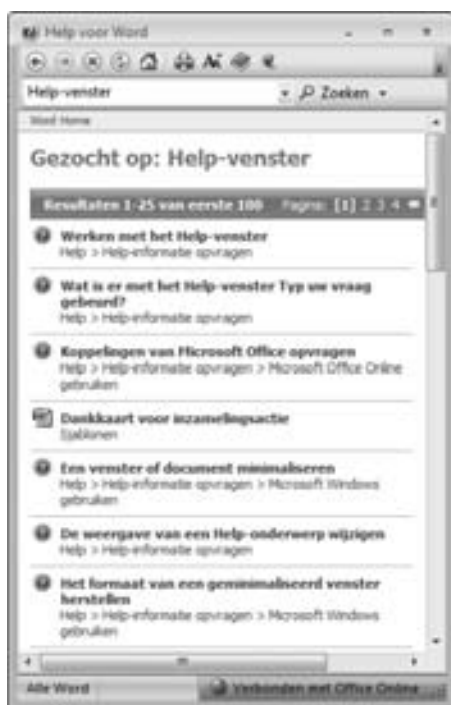 Help voor Word
Help-venster
Zoeken
Word Home
Gezocht op: Help-venster
Resultaten 1-25 van eerste 100 Pagina: [1] 2 3 4
Werken met het Help-venster
Help > Help-informatie opvragen
Wat is er met het Help-venster Typ uw vraag
gebeurd?
Help > Help-informatie opvragen
Koppelingen van Microsoft Office opvragen
Help > Help-informatie opvragen > Microsoft Office Online
gebruiken
Dankkaart voor inzamelingsactie
Sjablonen
Een venster of document minimaliseren
Help > Help-informatie opvragen > Microsoft Windows
gebruiken
De weergave van een Help-onderwerp wijzigen
Help > Help-informatie opvragen
Het formaat van een geminimaliseerd venster
herstellen
Help > Help-informatie opvragen > Microsoft Windows
gebruiken
Alle Word
Verbonden met Office Online